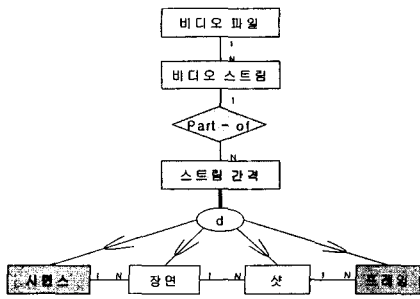 비디오 파일
1
N
비디오 스트림
1
Part-of
N
스트림 간격
d
시퀀스 1 N 장면 1 N 샷 1 N 프레임